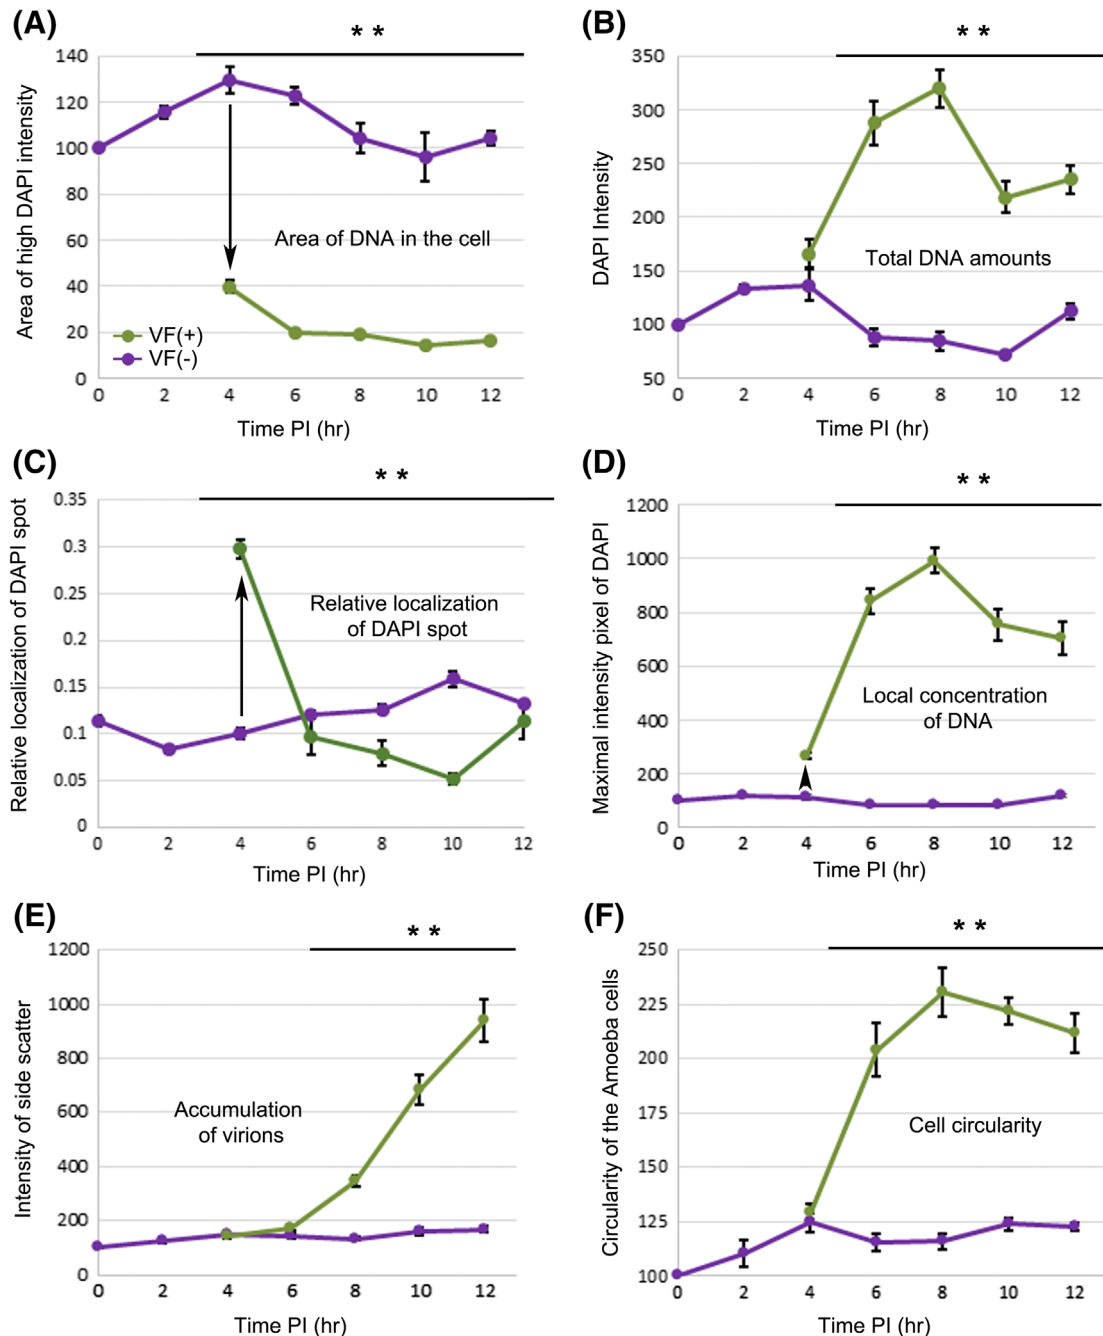 (A)
* *
Area of high DAPI intensity
140
120
100
80
60
40
20
0
Area of DNA in the cell
VF(+)
VF(-)
0 2 4 6 8 10 12
Time PI (hr)
(B)
* *
DAPI Intensity
350
300
250
200
150
100
50
Total DNA amounts
0 2 4 6 8 10 12
Time PI (hr)
(C)
* *
Relative localization of DAPI spot
0.35
0.3
0.25
0.2
0.15
0.1
0.05
0
Relative localization
of DAPI spot
0 2 4 6 8 10 12
Time PI (hr)
(D)
* *
Maximal intensity pixel of DAPI
1200
1000
800
600
400
200
0
Local concentration
of DNA
0 2 4 6 8 10 12
Time PI (hr)
(E)
* *
Intensity of side scatter
1200
1000
800
600
400
200
0
Accumulation
of virions
0 2 4 6 8 10 12
Time PI (hr)
(F)
* *
Circularity of the Amoeba cells
250
225
200
175
150
125
100
Cell circularity
0 2 4 6 8 10 12
Time PI (hr)